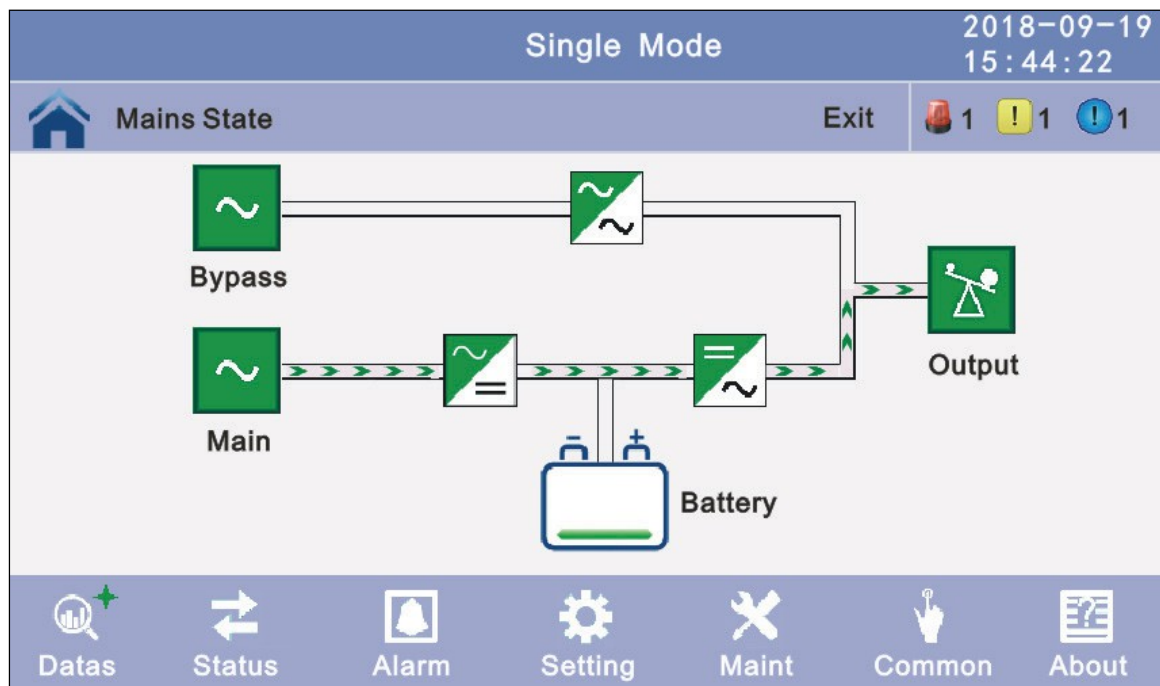 Single Mode
2018-09-19
15:44:22
Mains State
Exit
1
! 1
! 1
Bypass
Output
Main
Battery
Datas
Status
Alarm
Setting
Maint
Common
About